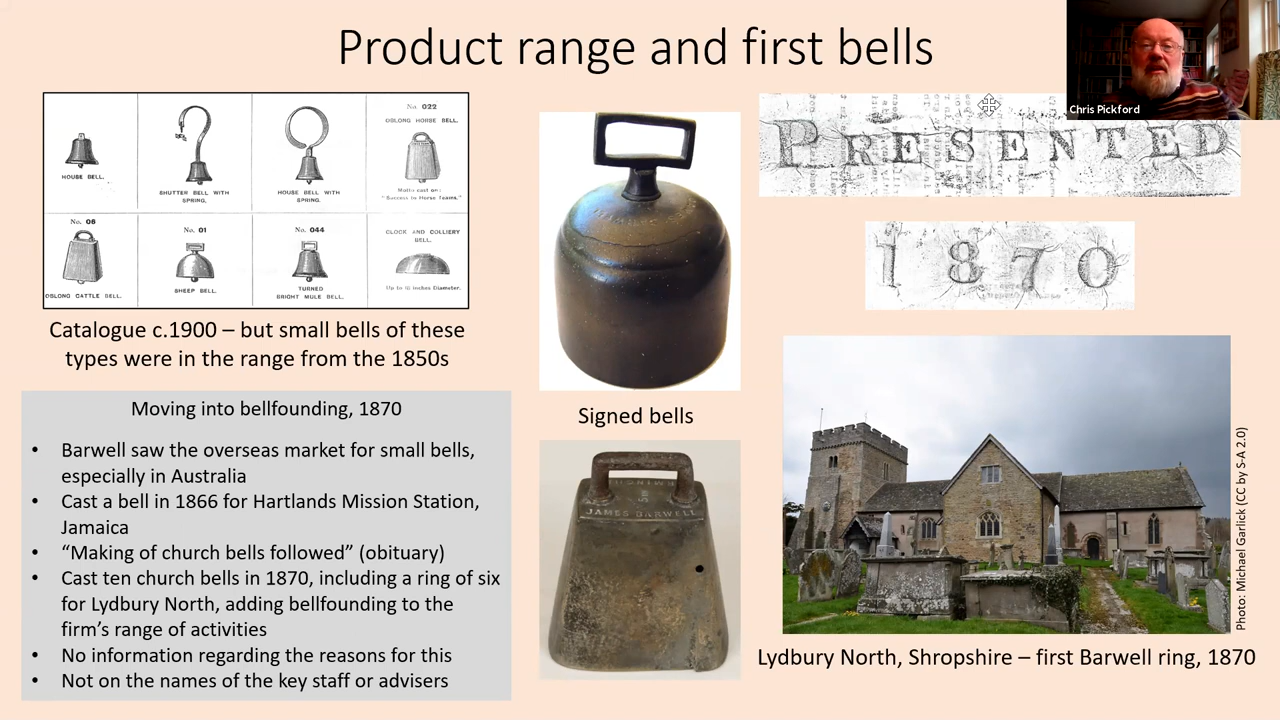 Product range and first bells
Chris Pickford
HOUSE BELL.
SHUTTER BELL WITH
SPRING.
HOUSE BELL WITH
SPRING.
No. 022
OBLONG HORSE BELL.
Motto cast on:
"Success to Horse Teams."
No. 08
OBLONG CATTLE BELL.
No. 01
SHEEP BELL.
No. 044
TURNED
BRIGHT MULE BELL.
CLOCK AND COLLIERY
BELL.
Up to 10 inches Diameter.
Catalogue c.1900 – but small bells of these
types were in the range from the 1850s
Moving into bellfounding, 1870
• Barwell saw the overseas market for small bells,
especially in Australia
• Cast a bell in 1866 for Hartlands Mission Station,
Jamaica
• “Making of church bells followed” (obituary)
• Cast ten church bells in 1870, including a ring of six
for Lydbury North, adding bellfounding to the
firm’s range of activities
• No information regarding the reasons for this
• Not on the names of the key staff or advisers
Signed bells
JAMES BARWELL
PRESENTED
1870
Photo: Michael Garlick (CC by S-A 2.0)
Lydbury North, Shropshire – first Barwell ring, 1870